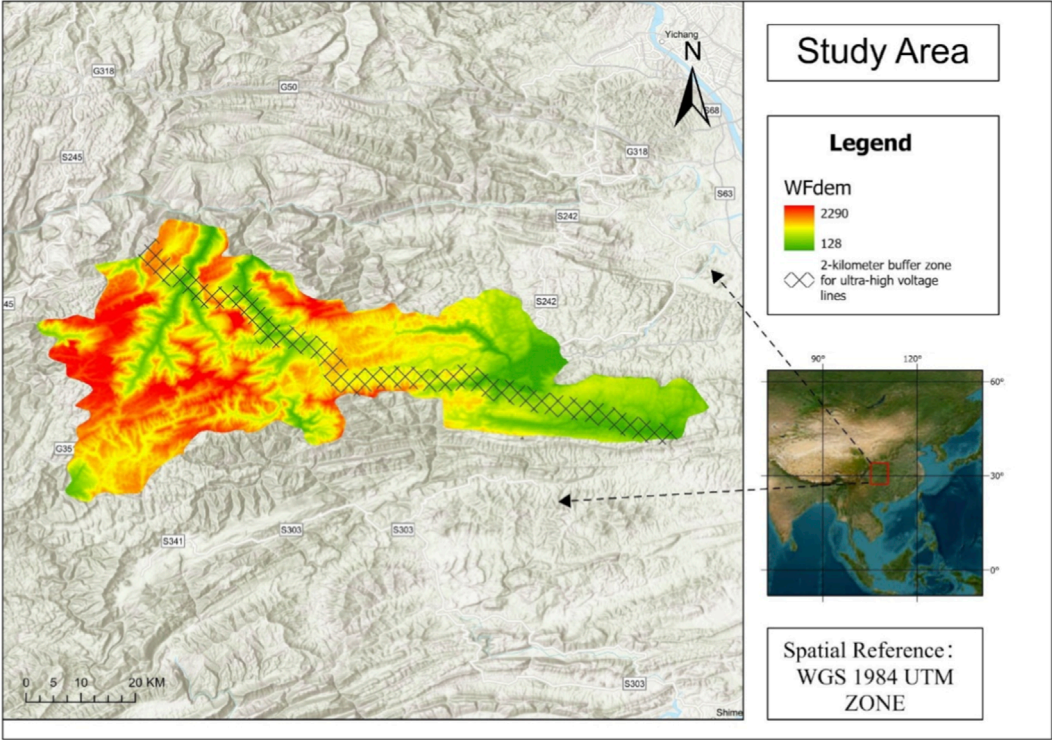 Yichang
N
G318
G50
S68
G318
S245
S63
S242
45
S242
G351
S341
S303
S303
S303
0 5 10 20 KM
Shime
Study Area
Legend
WFdem
2290
128
2-kilometer buffer zone
for ultra-high voltage
lines
90° 120°
60°
30°
0°
Spatial Reference:
WGS 1984 UTM
ZONE